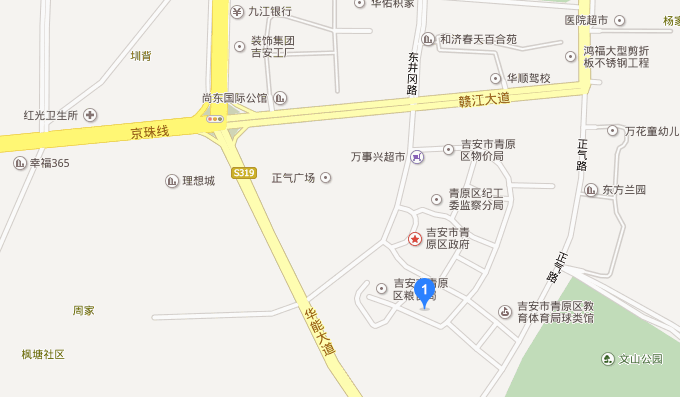 华佑积家
九江银行
医院超市
杨家
装饰集团
吉安工厂
和济春天百合苑
圳背
东井冈路
鸿福大型剪折
板不锈钢工程
华顺驾校
尚东国际公馆
赣江大道
红光卫生所
京珠线
万花童幼儿
吉安市青原
区物价局
万事兴超市
正气路
幸福365
理想城
S319
正气广场
青原区纪工
委监察分局
东方兰园
吉安市青
原区政府
正气路
吉安市青原
1
周家
华能大道
吉安市青原区教
育体育局球类馆
枫塘社区
文山公园